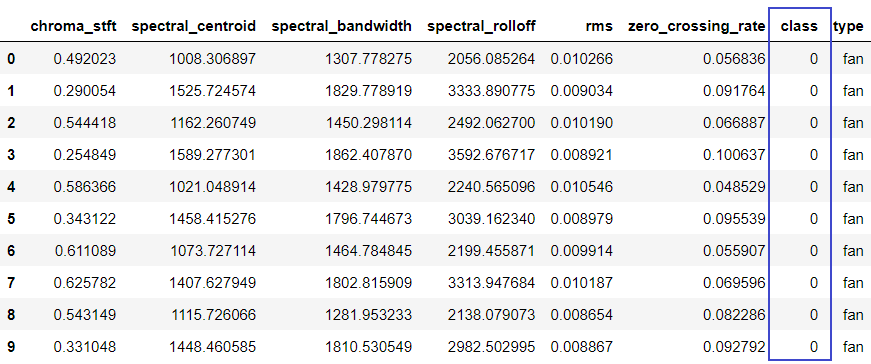 chroma_stft spectral_centroid spectral_bandwidth spectral_rolloff rms zero_crossing_rate class type
0 0.492023 1008.306897 1307.778275 2056.085264 0.010266 0.056836 0 fan
1 0.290054 1525.724574 1829.778919 3333.890775 0.009034 0.091764 0 fan
2 0.544418 1162.260749 1450.298114 2492.062700 0.010190 0.066887 0 fan
3 0.254849 1589.277301 1862.407870 3592.676717 0.008921 0.100637 0 fan
4 0.586366 1021.048914 1428.979775 2240.565096 0.010546 0.048529 0 fan
5 0.343122 1458.415276 1796.744673 3039.162340 0.008979 0.095539 0 fan
6 0.611089 1073.727114 1464.784845 2199.455871 0.009914 0.055907 0 fan
7 0.625782 1407.627949 1802.815909 3313.947684 0.010187 0.069596 0 fan
8 0.543149 1115.726066 1281.953233 2138.079073 0.008654 0.082286 0 fan
9 0.331048 1448.460585 1810.530549 2982.502995 0.008867 0.092792 0 fan